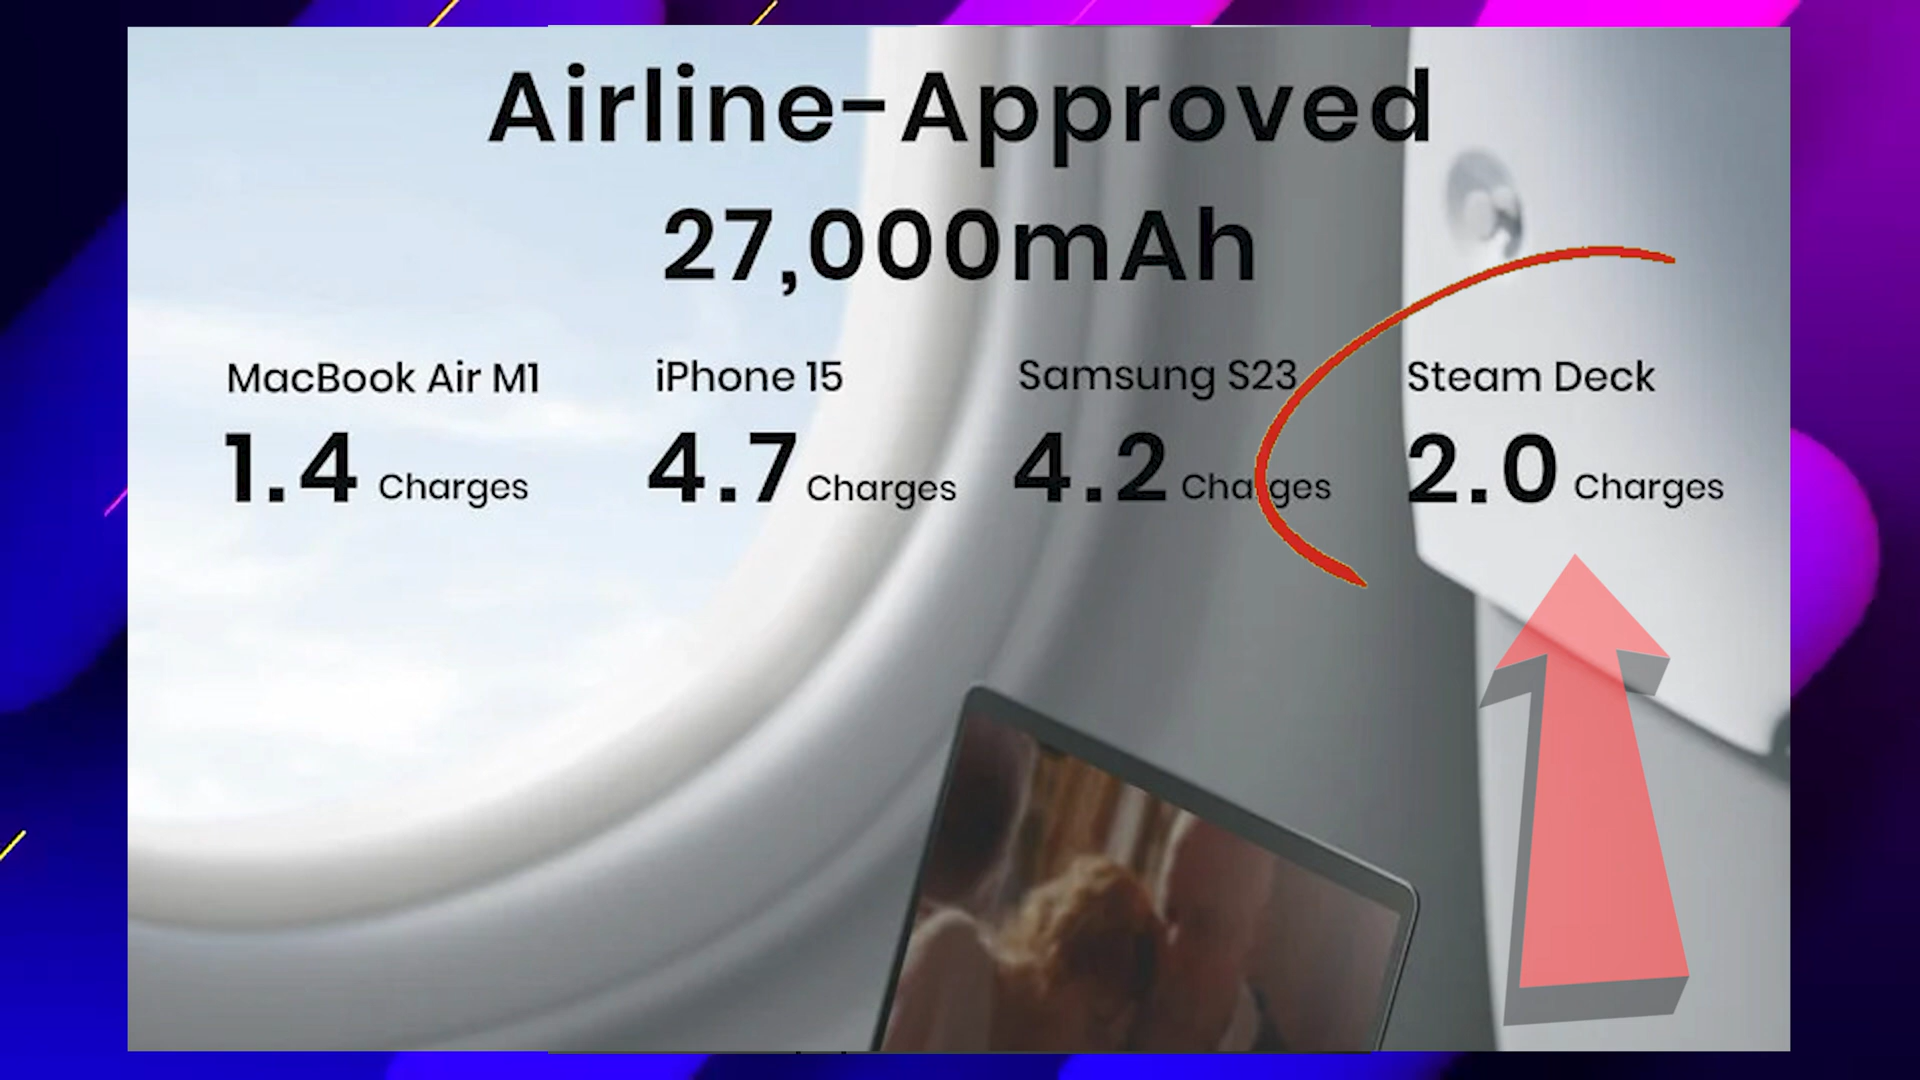 Airline-Approved
27,000mAh
MacBook Air M1
1.4 Charges
iPhone 15
4.7 Charges
Samsung S23
4.2 Charges
Steam Deck
2.0 Charges